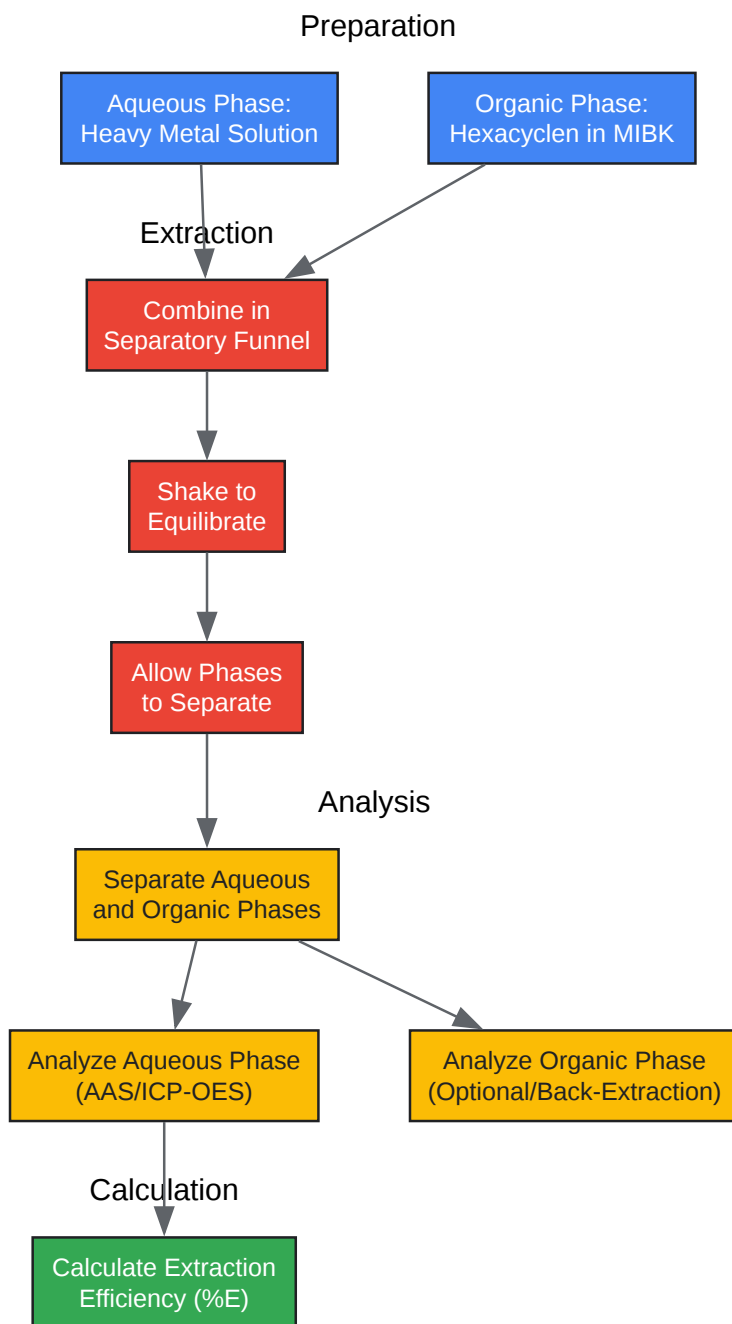 Preparation
Aqueous Phase:
Heavy Metal Solution
Organic Phase:
Hexacyclen in MIBK
Extraction
Combine in
Separatory Funnel
Shake to
Equilibrate
Allow Phases
to Separate
Analysis
Separate Aqueous
and Organic Phases
Analyze Aqueous Phase
(AAS/ICP-OES)
Analyze Organic Phase
(Optional/Back-Extraction)
Calculation
Calculate Extraction
Efficiency (%E)